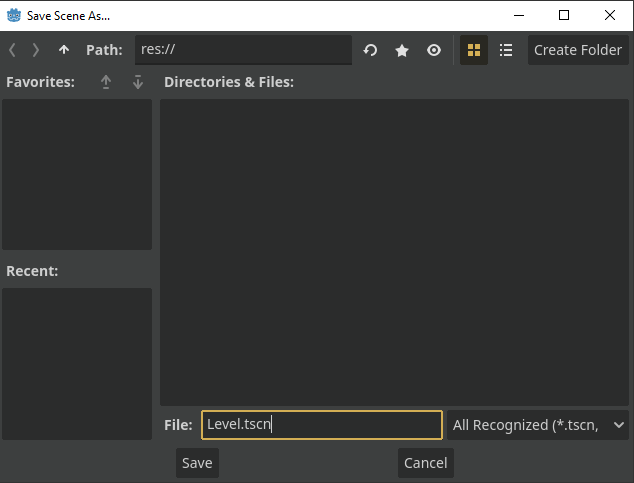 Save Scene As...
Path: res:// Create Folder
Favorites: Directories & Files:
Recent:
File: Level.tscn All Recognized (*.tscn,
Save Cancel